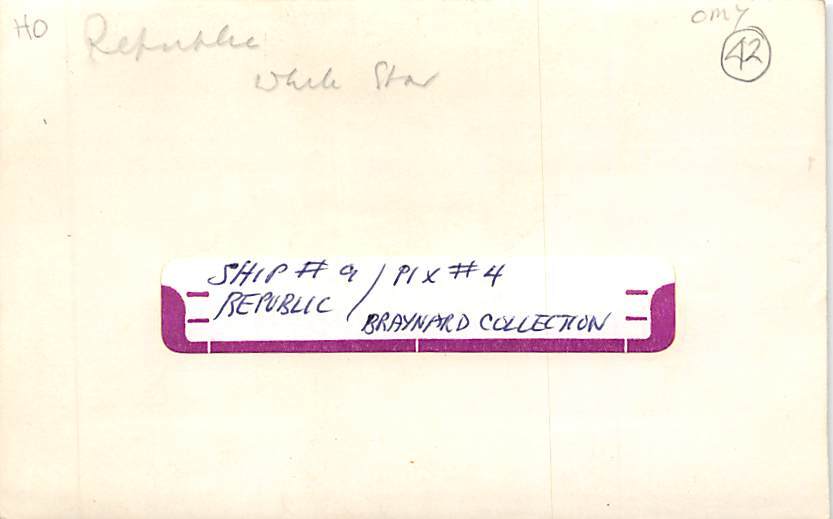 HO
OMY
42
Republic
White Star
SHIP # 9 / PIX # 4
REPUBLIC / BRAYNARD COLLECTION